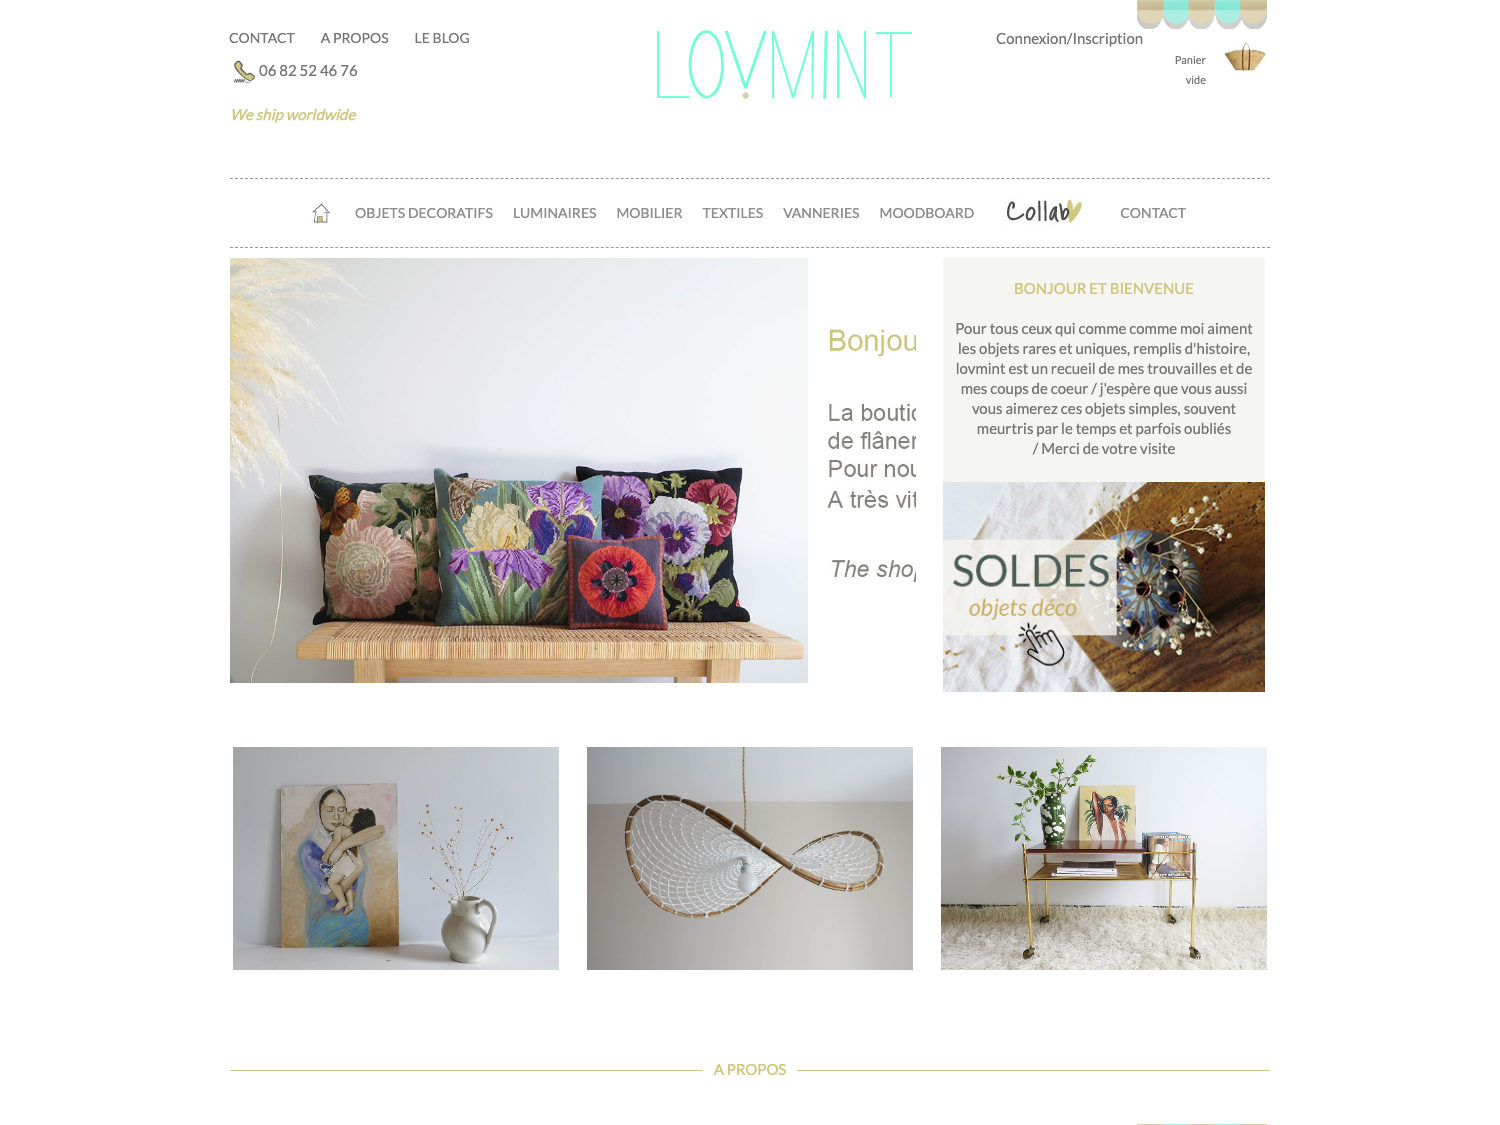 CONTACT A PROPOS LE BLOG
06 82 52 46 76
We ship worldwide
LOVMINT
Connexion/Inscription
Panier
vide
OBJETS DECORATIFS LUMINAIRES MOBILIER TEXTILES VANNERIES MOODBOARD Collab CONTACT
Bonjou
La boutic
de flâner
Pour nou
A très vit
The shop
BONJOUR ET BIENVENUE
Pour tous ceux qui comme comme moi aiment
les objets rares et uniques, remplis d'histoire,
lovmint est un recueil de mes trouvailles et de
mes coups de coeur / j'espère que vous aussi
vous aimerez ces objets simples, souvent
meurtris par le temps et parfois oubliés
/ Merci de votre visite
SOLDES
objets déco
A PROPOS